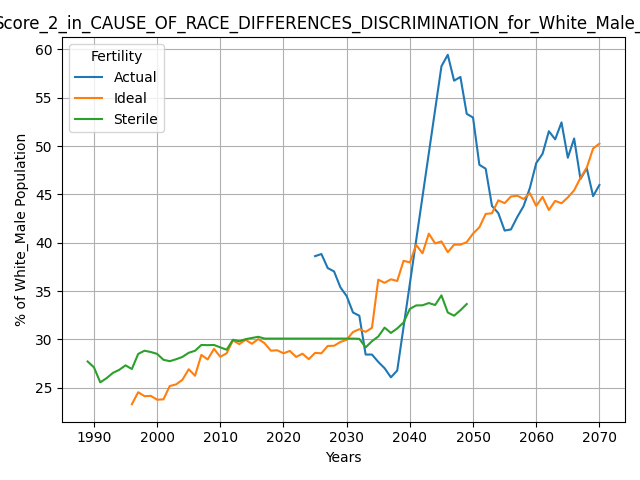 Score_2_in_CAUSE_OF_RACE_DIFFERENCES_DISCRIMINATION_for_White_Male_
Fertility
Actual
Ideal
Sterile
% of White_Male Population
60
55
50
45
40
35
30
25
1990 2000 2010 2020 2030 2040 2050 2060 2070
Years